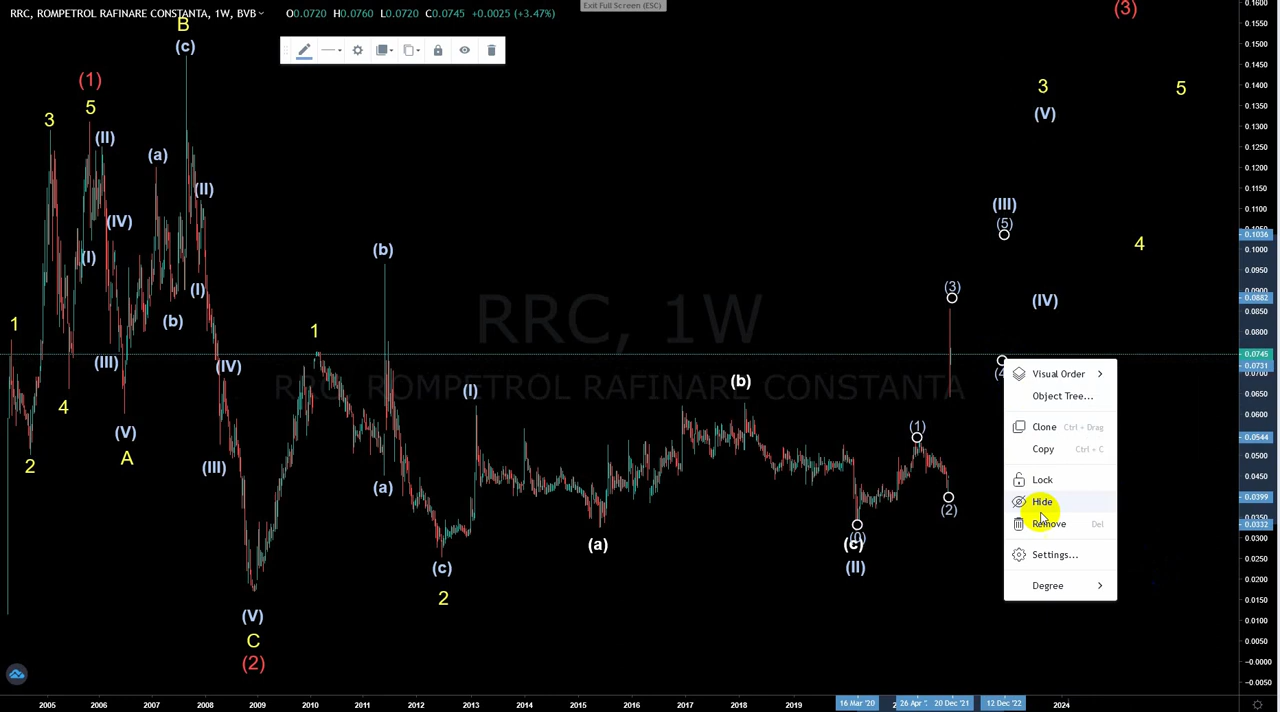 RRC, ROMPETROL RAFINARE CONSTANTA, 1W, BVB
O0.0720 H0.0760 L0.0720 C0.0745 +0.0025 (+3.47%)
Exit Full Screen (ESC)
(3)
B
(c)
(1)
5
3
(II)
(a)
(II)
(IV)
(I)
(I)
1
(b)
(III)
(IV)
4
(V)
A
2
(III)
(V)
C
(2)
1
(b)
(a)
(I)
(c)
2
(a)
(b)
(0)
(c)
(II)
(1)
(2)
(3)
(III)
(5)
(IV)
3
(V)
5
4
RRC, 1W
RRC ROMPETROL RAFINARE CONSTANTA
Visual Order
Object Tree...
Clone Ctrl + Drag
Copy Ctrl + C
Lock
Hide
Remove Del
Settings...
Degree
0.1600
0.1550
0.1500
0.1450
0.1400
0.1350
0.1300
0.1250
0.1200
0.1150
0.1100
0.1036
0.1000
0.0950
0.0900
0.0882
0.0850
0.0800
0.0745
0.0731
0.0700
0.0650
0.0600
0.0544
0.0500
0.0450
0.0399
0.0350
0.0332
0.0300
0.0250
0.0200
0.0150
0.0100
0.0050
−0.0000
−0.0050
2005 2006 2007 2008 2009 2010 2011 2012 2013 2014 2015 2016 2017 2018 2019 16 Mar '20 26 Apr ' 20 Dec '21 12 Dec '22 2024